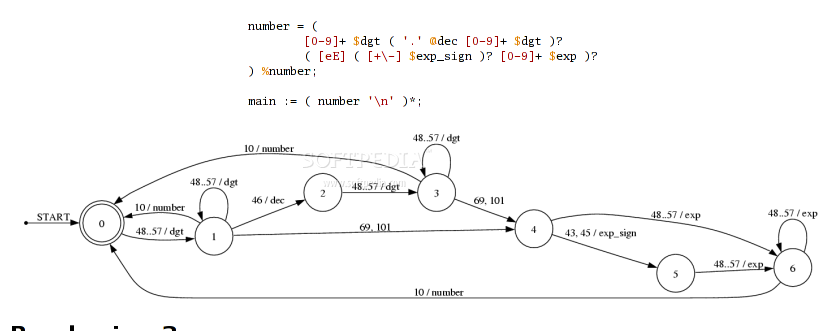 number = (
[0-9]+ $dgt ( '.' @dec [0-9]+ $dgt )?
( [eE] ( [+\-] $exp_sign )? [0-9]+ $exp )?
) %number;
main := ( number '\n' )*;
48..57 / dgt
10 / number
SOFTPEDIA
48..57 / dgt
48..57 / dgt
2
3
46 / dec
69, 101
10 / number
START
0
1
48..57 / dgt
69, 101
4
48..57 / exp
48..57 / exp
43, 45 / exp_sign
5
48..57 / exp
6
10 / number